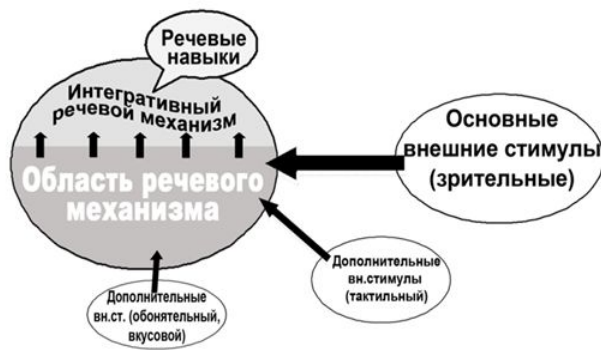 Речевые
навыки
Интегративный
речевой механизм
Область речевого
механизма
Основные
внешние стимулы
(зрительные)
Дополнительные
вн.стимулы
(тактильный)
Дополнительные
вн.ст. (обонятельный,
вкусовой)